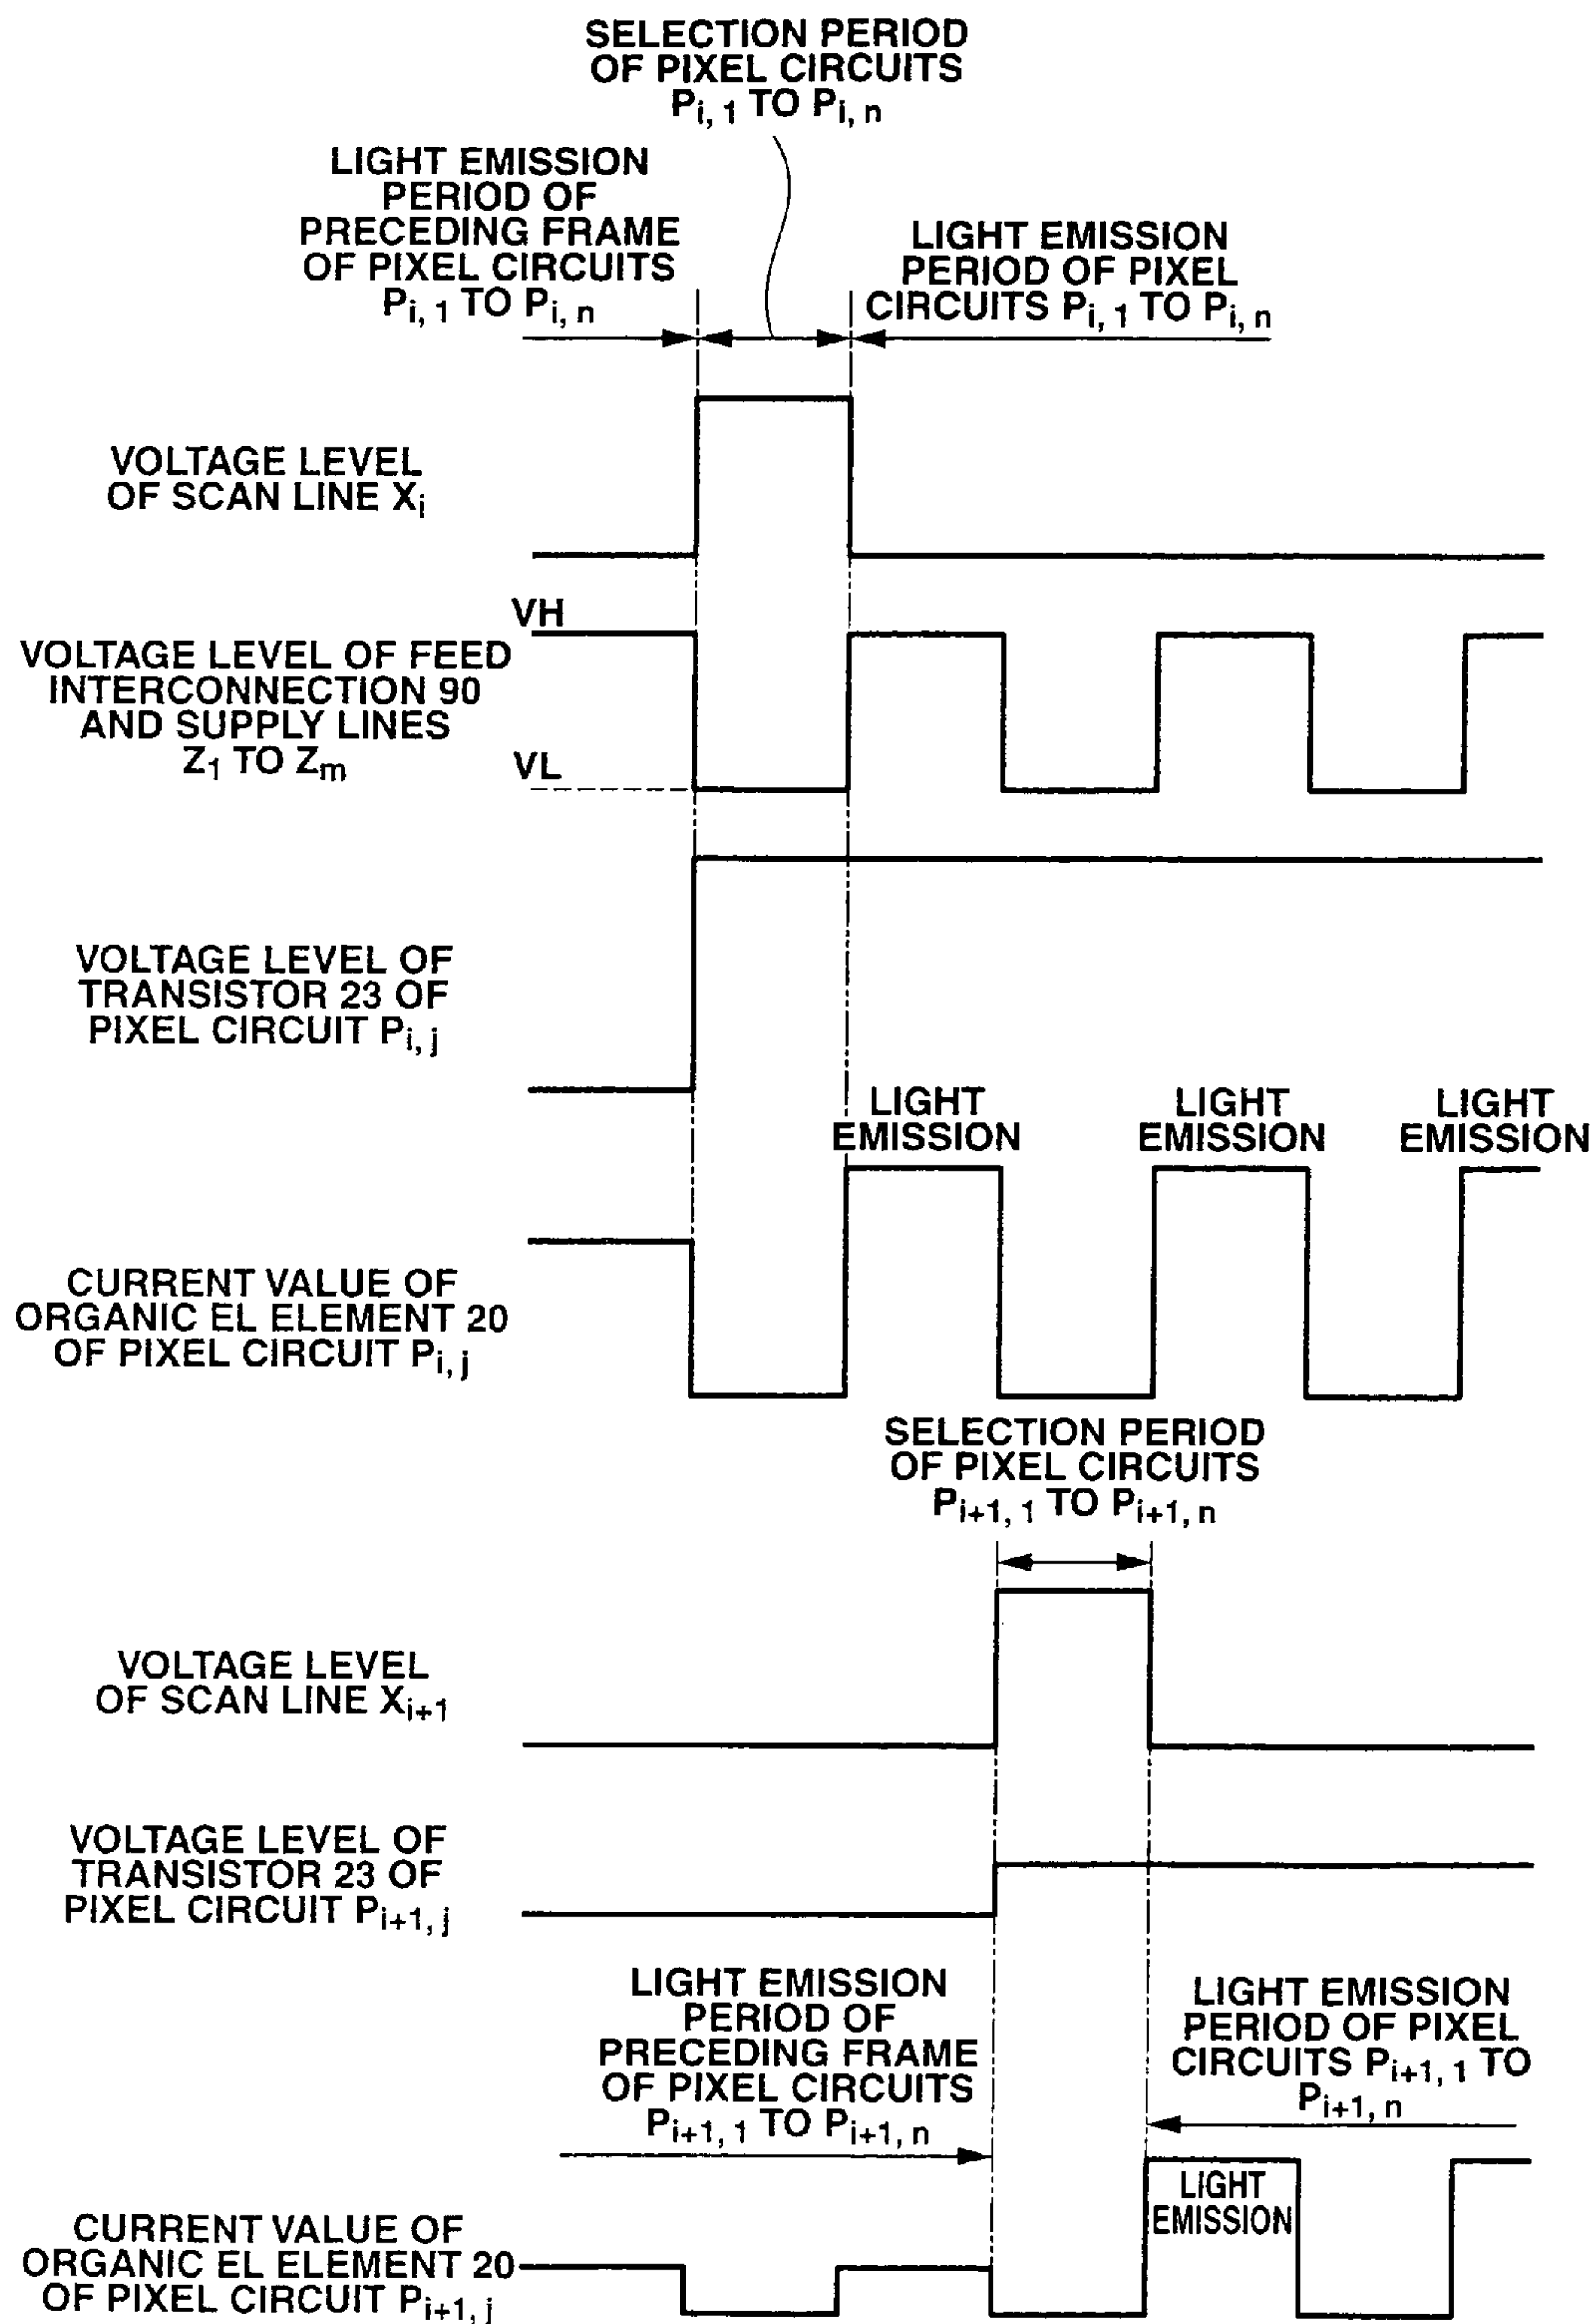 SELECTION PERIOD
OF PIXEL CIRCUITS
Pi, 1 TO Pi, n
LIGHT EMISSION
PERIOD OF
PRECEDING FRAME
OF PIXEL CIRCUITS
Pi, 1 TO Pi, n
LIGHT EMISSION
PERIOD OF PIXEL
CIRCUITS Pi, 1 TO Pi, n
VOLTAGE LEVEL
OF SCAN LINE Xi
VH
VOLTAGE LEVEL OF FEED
INTERCONNECTION 90
AND SUPPLY LINES
Z1 TO Zm
VL
VOLTAGE LEVEL OF
TRANSISTOR 23 OF
PIXEL CIRCUIT Pi, j
LIGHT
EMISSION
LIGHT
EMISSION
LIGHT
EMISSION
CURRENT VALUE OF
ORGANIC EL ELEMENT 20
OF PIXEL CIRCUIT Pi, j
SELECTION PERIOD
OF PIXEL CIRCUITS
Pi+1, 1 TO Pi+1, n
VOLTAGE LEVEL
OF SCAN LINE Xi+1
VOLTAGE LEVEL OF
TRANSISTOR 23 OF
PIXEL CIRCUIT Pi+1, j
LIGHT EMISSION
PERIOD OF
PRECEDING FRAME
OF PIXEL CIRCUITS
Pi+1, 1 TO Pi+1, n
LIGHT EMISSION
PERIOD OF PIXEL
CIRCUITS Pi+1, 1 TO
Pi+1, n
LIGHT
EMISSION
CURRENT VALUE OF
ORGANIC EL ELEMENT 20
OF PIXEL CIRCUIT Pi+1, j